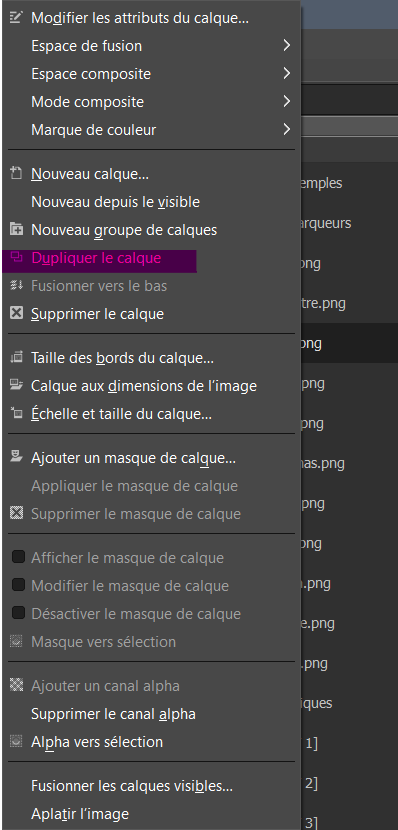 Modifier les attributs du calque...
Espace de fusion
Espace composite
Mode composite
Marque de couleur
Nouveau calque...
emples
Nouveau depuis le visible
arqueurs
Nouveau groupe de calques
Dupliquer le calque
ong
Fusionner vers le bas
tre.png
Supprimer le calque
ong
Taille des bords du calque...
Calque aux dimensions de l'image
png
Échelle et taille du calque...
g.png
Ajouter un masque de calque...
nas.png
Appliquer le masque de calque
png
Supprimer le masque de calque
ong
Afficher le masque de calque
Modifier le masque de calque
.png
Désactiver le masque de calque
e.png
Masque vers sélection
.png
Ajouter un canal alpha
iques
Supprimer le canal alpha
Alpha vers sélection
1]
Fusionner les calques visibles...
2]
Aplatir l'image
3]